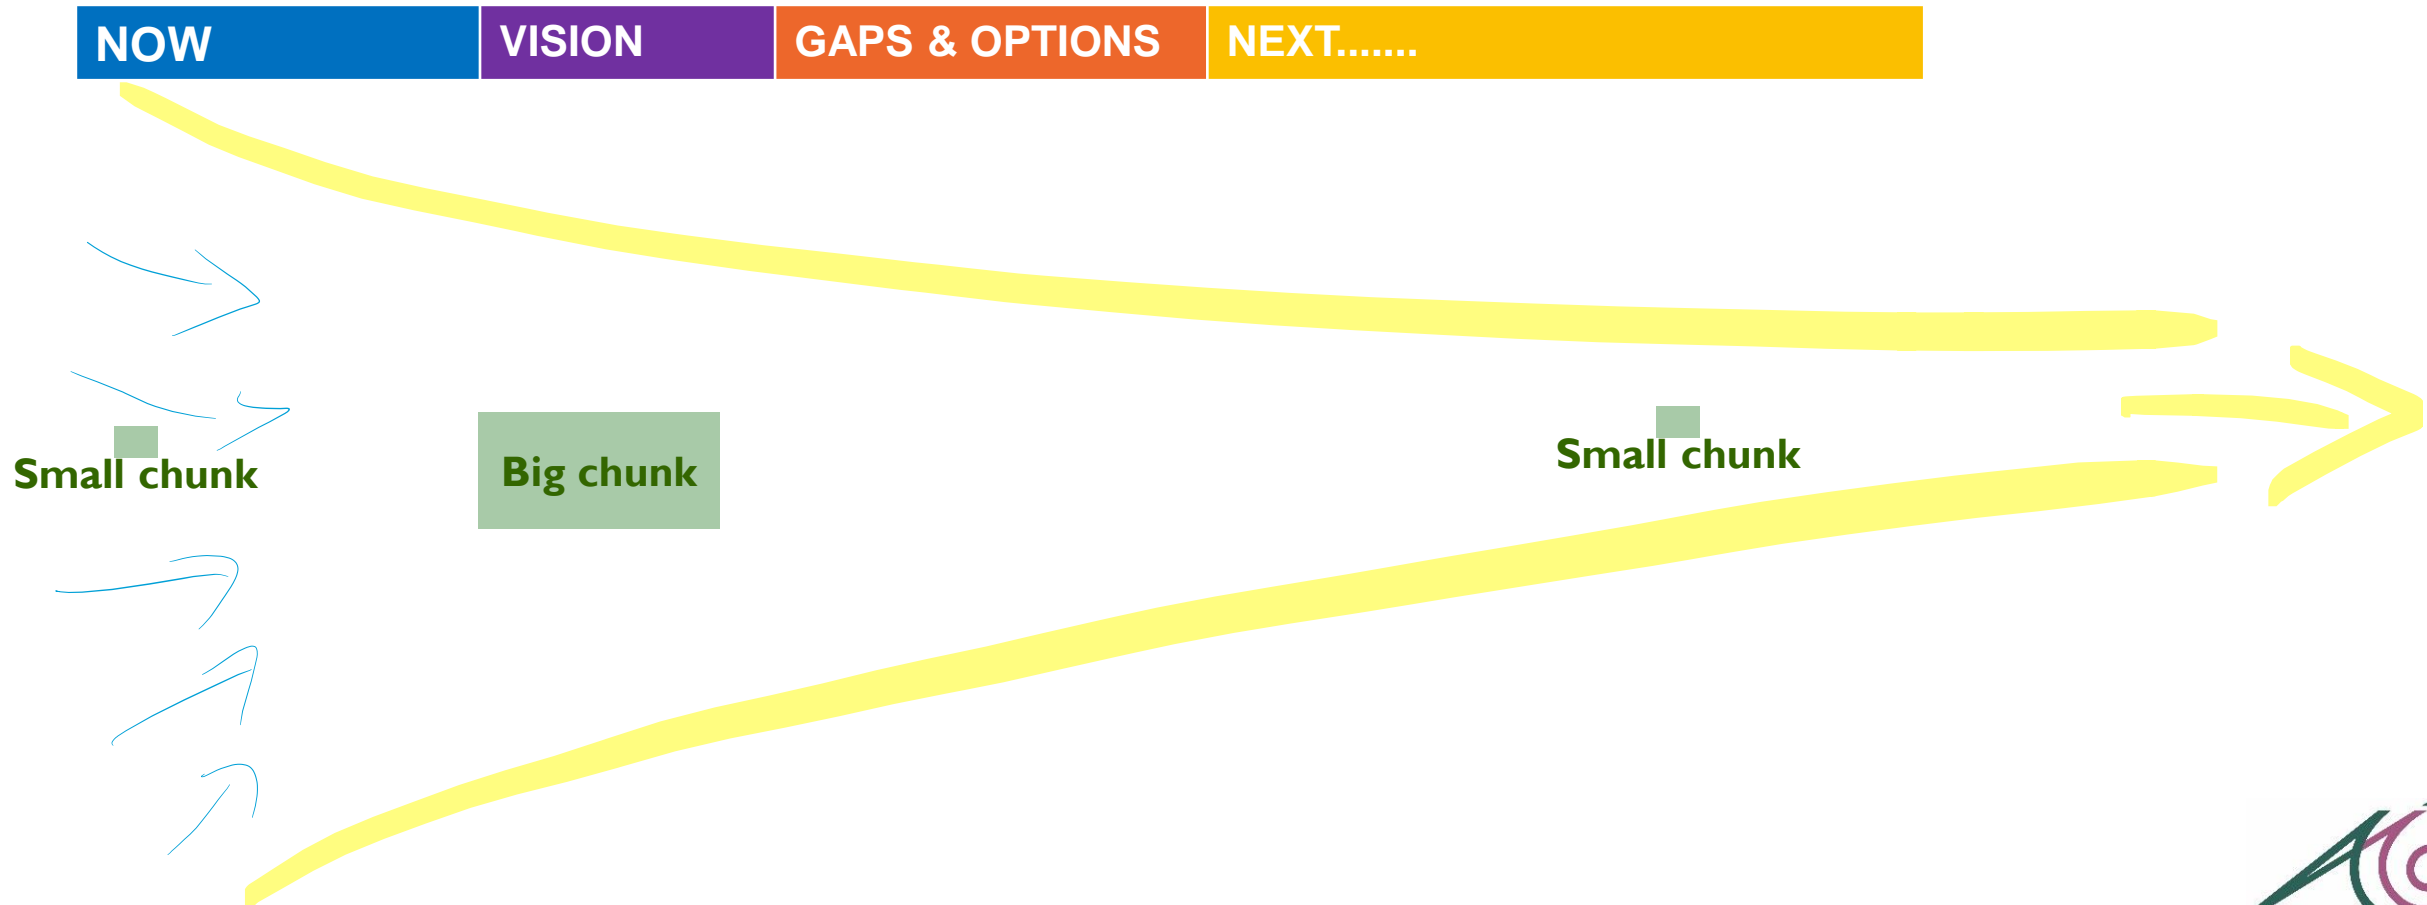 NOW
VISION
GAPS & OPTIONS
NEXT.......
Small chunk
Big chunk
Small chunk